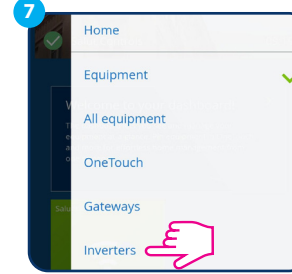 7
Home
Equipment
All equipment
OneTouch
Gateways
Inverters